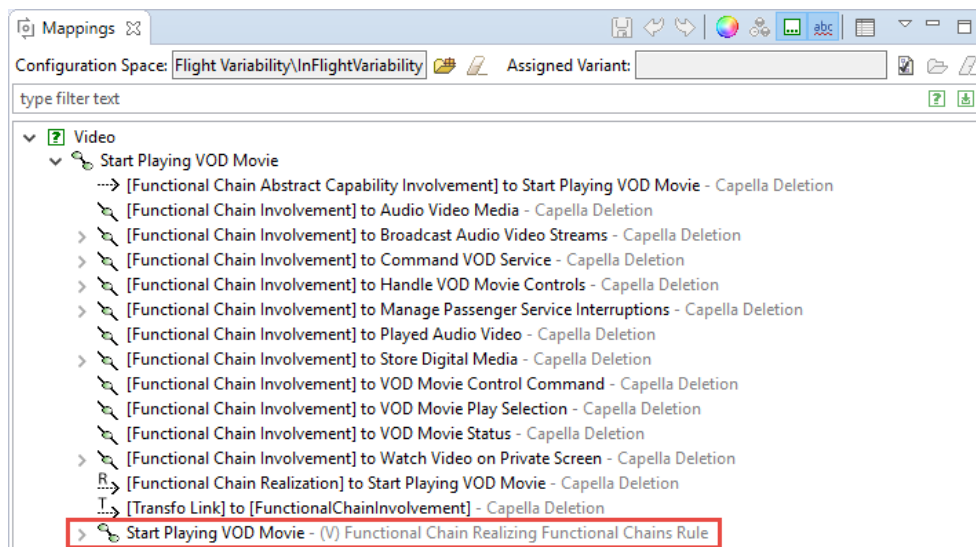 Mappings
abc
Configuration Space: Flight Variability\InFlightVariability Assigned Variant:
type filter text
Video
Start Playing VOD Movie
[Functional Chain Abstract Capability Involvement] to Start Playing VOD Movie - Capella Deletion
[Functional Chain Involvement] to Audio Video Media - Capella Deletion
[Functional Chain Involvement] to Broadcast Audio Video Streams - Capella Deletion
[Functional Chain Involvement] to Command VOD Service - Capella Deletion
[Functional Chain Involvement] to Handle VOD Movie Controls - Capella Deletion
[Functional Chain Involvement] to Manage Passenger Service Interruptions - Capella Deletion
[Functional Chain Involvement] to Played Audio Video - Capella Deletion
[Functional Chain Involvement] to Store Digital Media - Capella Deletion
[Functional Chain Involvement] to VOD Movie Control Command - Capella Deletion
[Functional Chain Involvement] to VOD Movie Play Selection - Capella Deletion
[Functional Chain Involvement] to VOD Movie Status - Capella Deletion
[Functional Chain Involvement] to Watch Video on Private Screen - Capella Deletion
R [Functional Chain Realization] to Start Playing VOD Movie - Capella Deletion
T [Transfo Link] to [FunctionalChainInvolvement] - Capella Deletion
Start Playing VOD Movie - (V) Functional Chain Realizing Functional Chains Rule